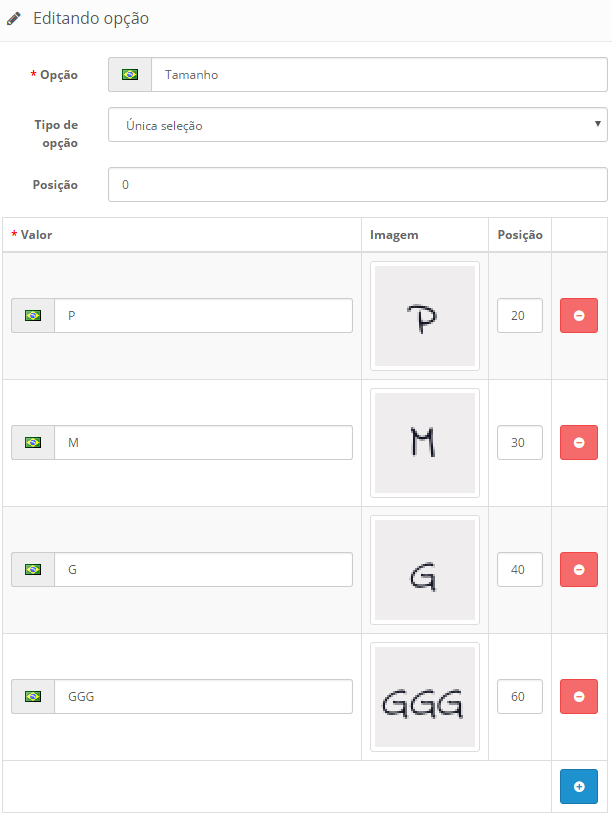 Editando opção
* Opção
Tamanho
Tipo de
opção
Única seleção
Posição
0
* Valor Imagem Posição
P P 20
M M 30
G G 40
GGG GGG 60